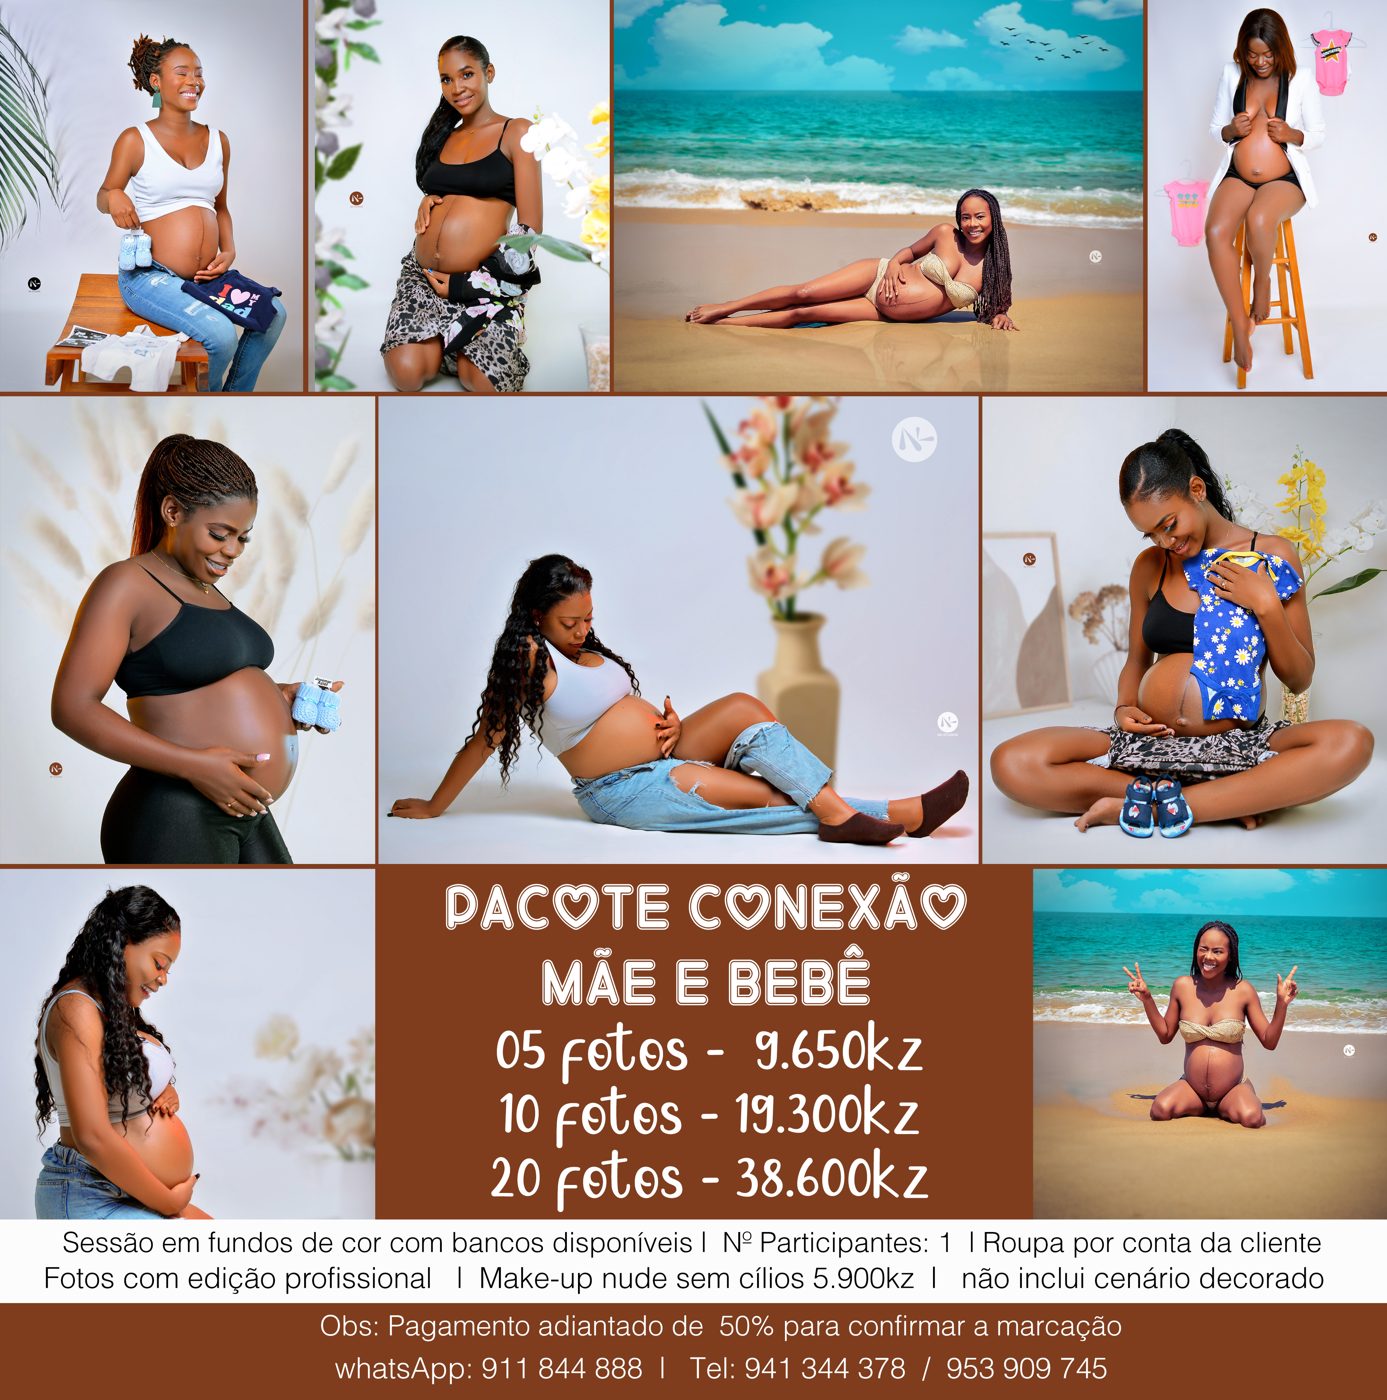 I ♥ MY
dad
PACOTE CONEXÃO
MÃE E BEBÊ
05 fotos - 9.650kz
10 fotos - 19.300kz
20 fotos - 38.600kz
Sessão em fundos de cor com bancos disponíveis l Nº Participantes: 1 l Roupa por conta da cliente
Fotos com edição profissional l Make-up nude sem cílios 5.900kz l não inclui cenário decorado
Obs: Pagamento adiantado de 50% para confirmar a marcação
whatsApp: 911 844 888 l Tel: 941 344 378 / 953 909 745